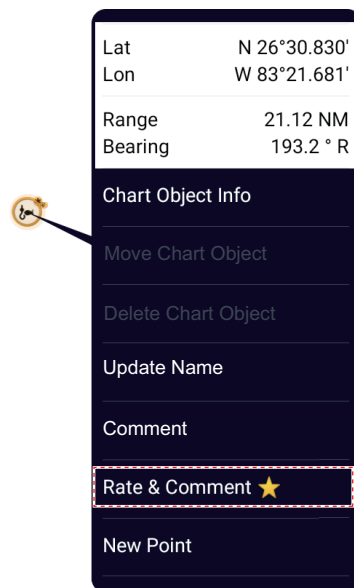 Lat N 26°30.830'
Lon W 83°21.681'
Range 21.12 NM
Bearing 193.2 ° R
Chart Object Info
Move Chart Object
Delete Chart Object
Update Name
Comment
Rate & Comment
New Point